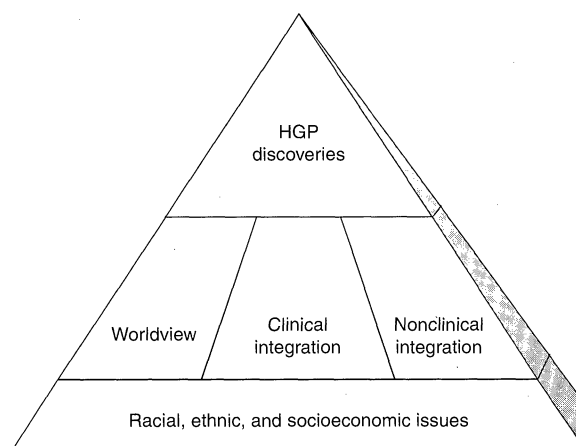 HGP
discoveries
Worldview
Clinical
integration
Nonclinical
integration
Racial, ethnic, and socioeconomic issues